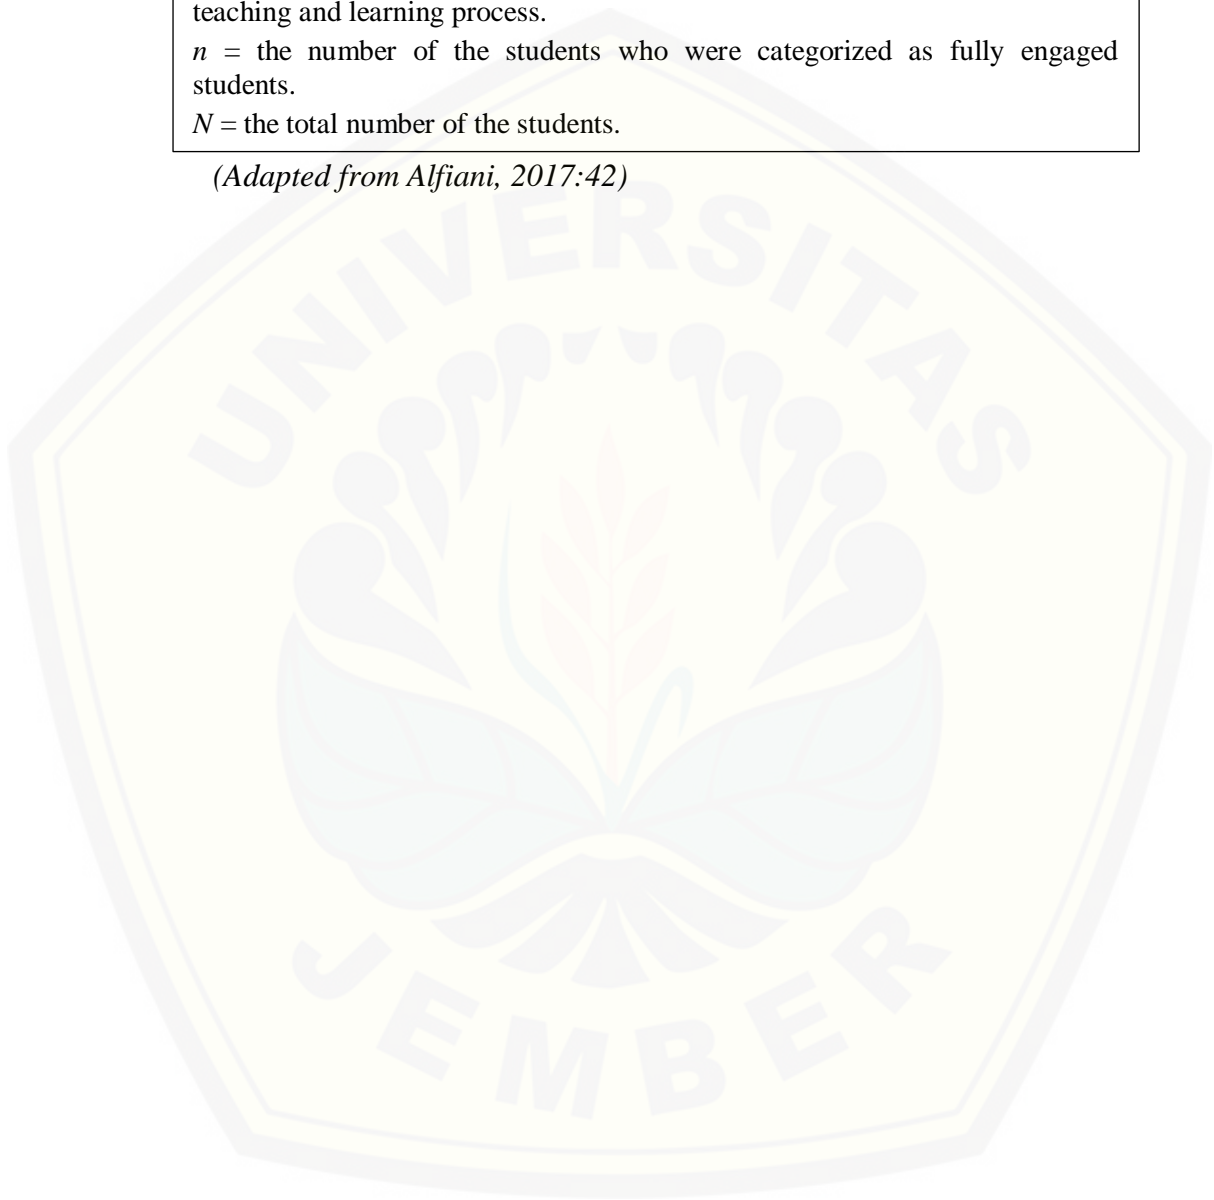 teaching and learning process.
n = the number of the students who were categorized as fully engaged
students.
N = the total number of the students.
(Adapted from Alfiani, 2017:42)
UNIVERSITAS
JEMBER